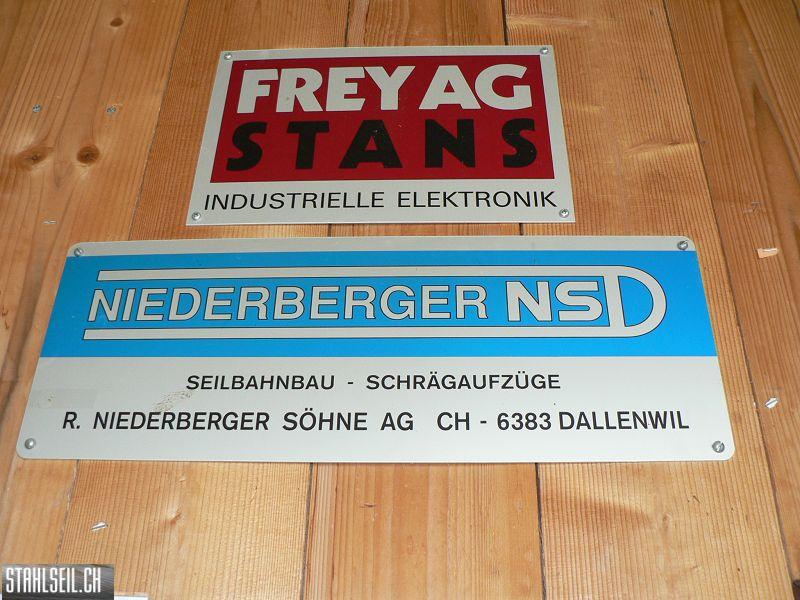 FREY AG
STANS
INDUSTRIELLE ELEKTRONIK
NIEDERBERGER NSD
SEILBAHNBAU - SCHRÄGAUFZÜGE
R. NIEDERBERGER SÖHNE AG CH - 6383 DALLENWIL
STAHLSEIL.CH